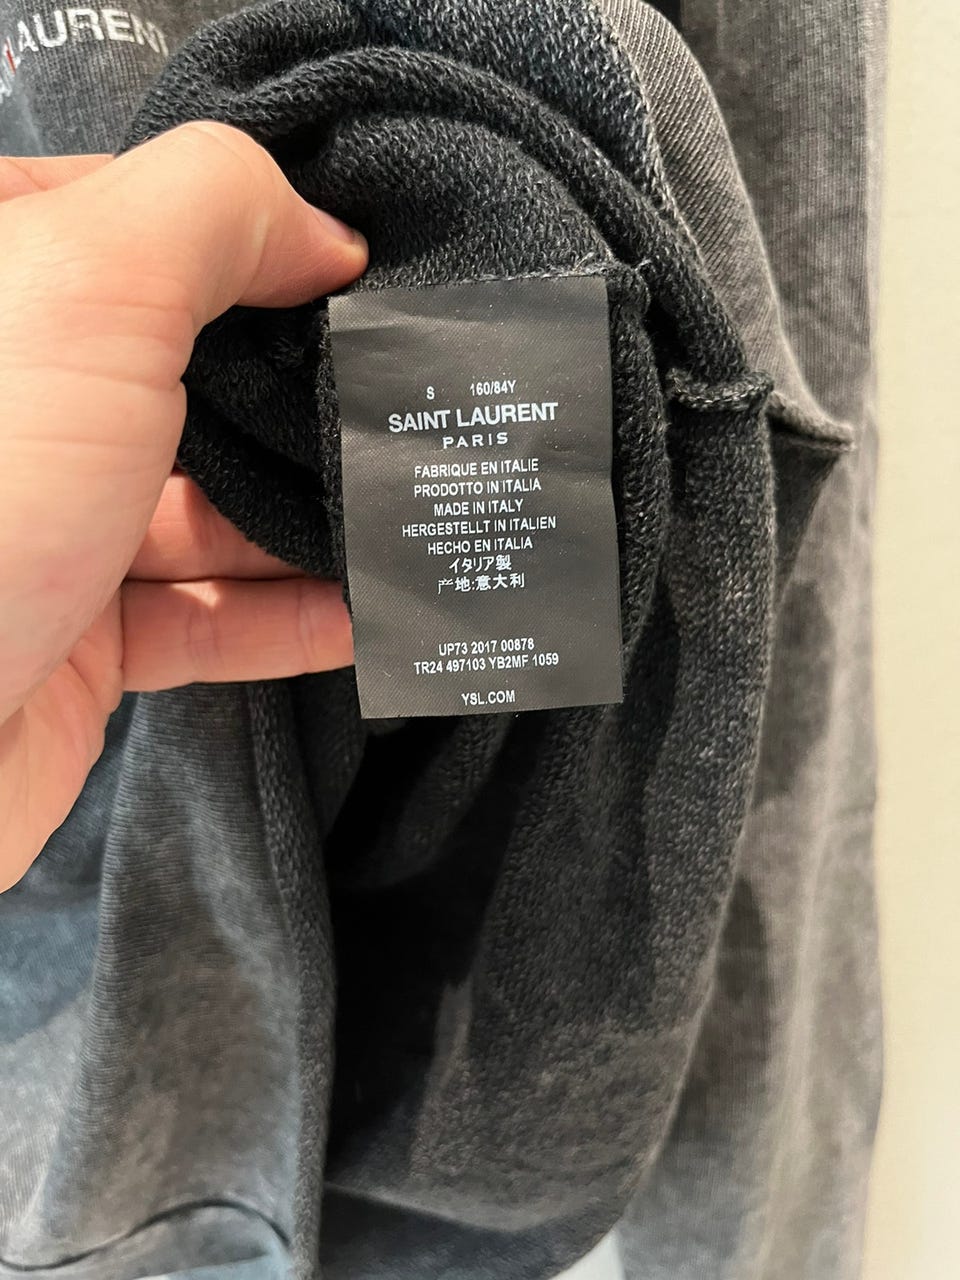 LAUREN
S 160/84Y
SAINT LAURENT
PARIS
FABRIQUE EN ITALIE
PRODOTTO IN ITALIA
MADE IN ITALY
HERGESTELLT IN ITALIEN
HECHO EN ITALIA
イタリア製
产地:意大利
UP73 2017 00878
TR24 497103 YB2MF 1059
YSL.COM